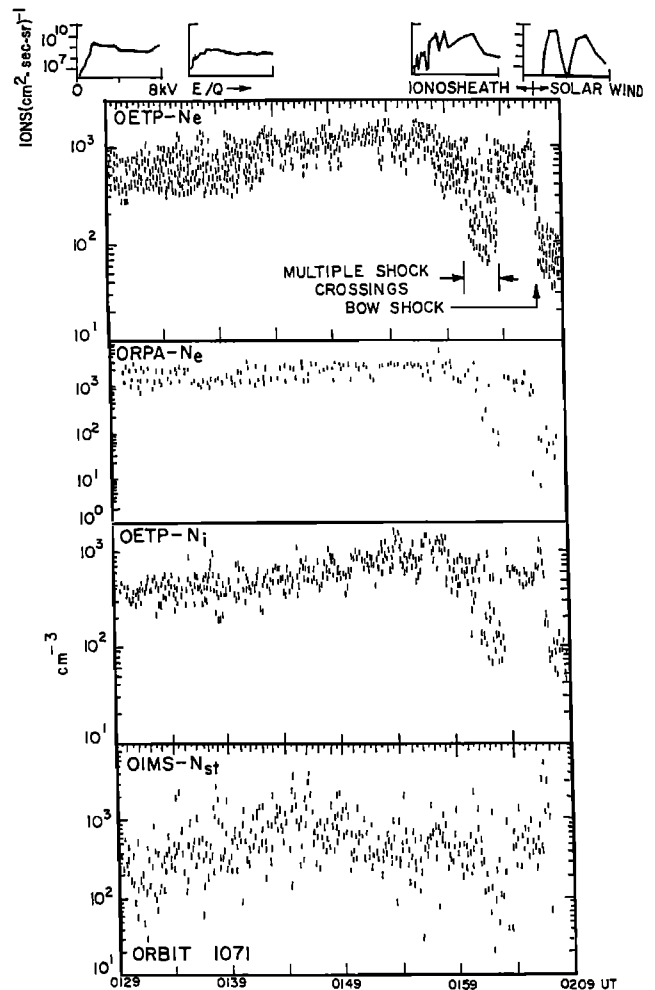 IONS(cm²-sec-sr)⁻¹
10¹⁰
10⁷
0 8kV E/Q →
IONOSHEATH ←→ SOLAR WIND
OETP-Ne
10³
10²
10¹
MULTIPLE SHOCK
CROSSINGS
BOW SHOCK
ORPA-Ne
10³
10²
10¹
10⁰
OETP-Ni
10³
10²
10¹
cm⁻³
OIMS-Nst
10³
10²
10¹
ORBIT 1071
0129 0139 0149 0159 0209 UT